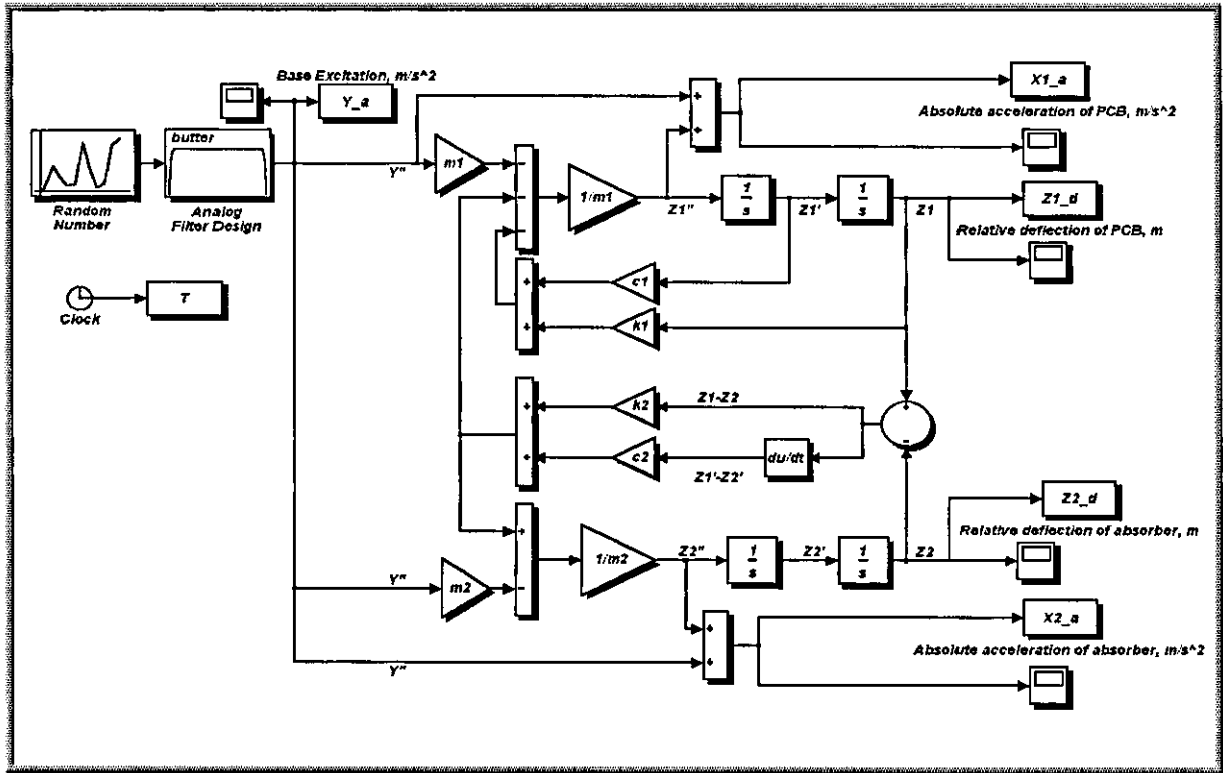 Base Excitation, m/s^2
Y_a
X1_a
Absolute acceleration of PCB, m/s^2
butter
Random
Number
Analog
Filter Design
Y"
m1
1/m1
Z1"
1
s
Z1'
1
s
Z1
Z1_d
Relative deflection of PCB, m
Clock
T
c1
k1
k2
Z1-Z2
c2
Z1'-Z2'
du/dt
Z2_d
Relative deflection of absorber, m
Y"
m2
1/m2
Z2"
1
s
Z2'
1
s
Z2
X2_a
Absolute acceleration of absorber, m/s^2
Y"